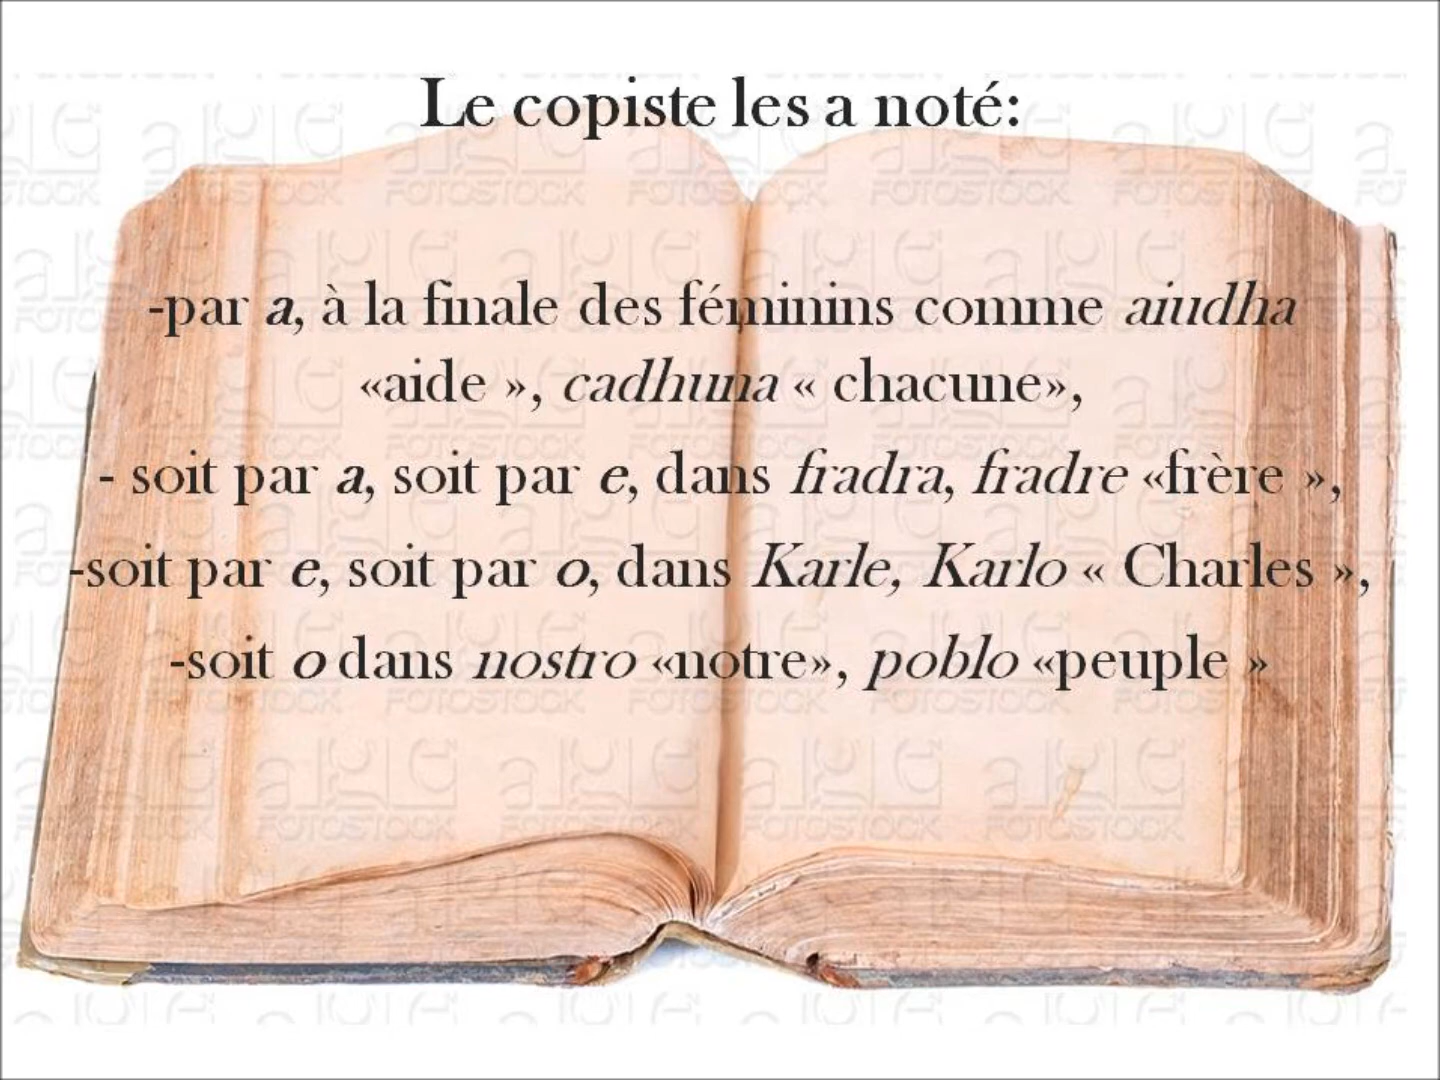 Le copiste les a noté:
-par a, à la finale des féminins comme aiudha
«aide », cadhuna « chacune»,
- soit par a, soit par e, dans fradra, fradre «frère »,
-soit par e, soit par o, dans Karle, Karlo « Charles »,
-soit o dans nostro «notre», poblo «peuple »